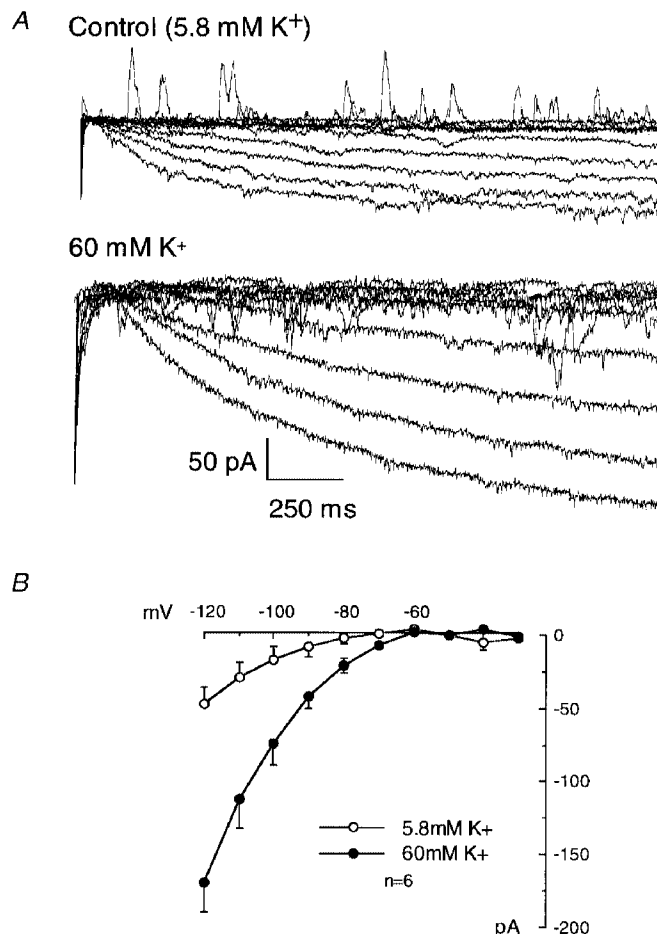 A
Control (5.8 mM K+)
60 mM K+
50 pA
250 ms
B
mV -120 -100 -80 -60
0
-50
-100
-150
-200
5.8mM K+
60mM K+
n=6
pA